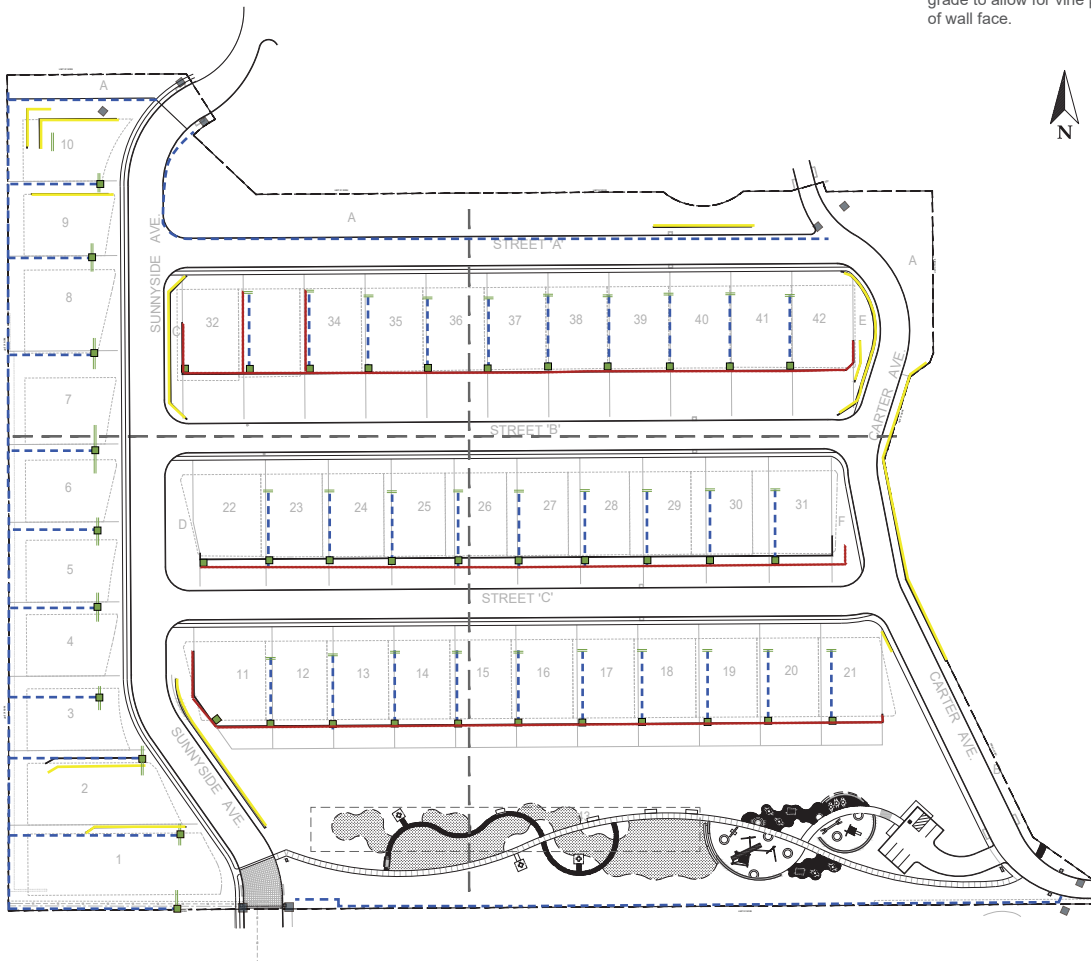 grade to allow for vine p
of wall face.
N
A
10
9
8
7
6
5
4
3
2
1
SUNNYSIDE AVE.
A
STREET 'A'
A
C
32
34
35
36
37
38
39
40
41
42
E
CARTER AVE.
STREET 'B'
D
22
23
24
25
26
27
28
29
30
31
F
STREET 'C'
11
12
13
14
15
16
17
18
19
20
21
SUNNYSIDE AVE.
CARTER AVE.